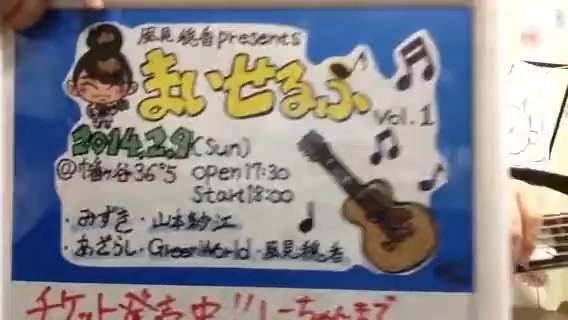 風見穂香presents
まいせるふ vol.1
2014.2.9(Sun)
@幡ヶ谷36°5 open17:30
Start18:00
・みずき・山本紗江
・あざらし・GreenWorld・風見穂香
チケット発売中!!しーちゃんまで